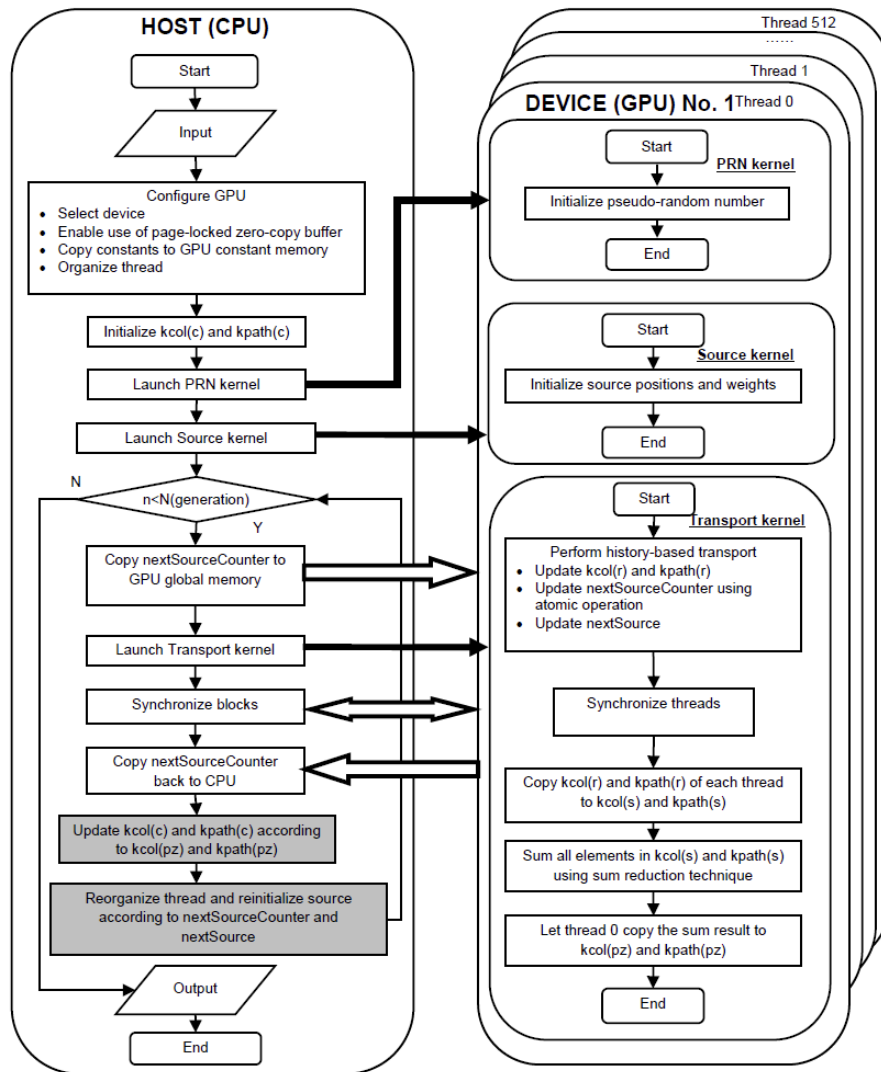 HOST (CPU)
Start
Input
Configure GPU
• Select device
• Enable use of page-locked zero-copy buffer
• Copy constants to GPU constant memory
• Organize thread
Initialize kcol(c) and kpath(c)
Launch PRN kernel
Launch Source kernel
N
n<N(generation)
Y
Copy nextSourceCounter to
GPU global memory
Launch Transport kernel
Synchronize blocks
Copy nextSourceCounter
back to CPU
Update kcol(c) and kpath(c) according
to kcol(pz) and kpath(pz)
Reorganize thread and reinitialize source
according to nextSourceCounter and
nextSource
Output
End
Thread 512
......
Thread 1
DEVICE (GPU) No. 1 Thread 0
Start
PRN kernel
Initialize pseudo-random number
End
Start
Source kernel
Initialize source positions and weights
End
Start
Transport kernel
Perform history-based transport
• Update kcol(r) and kpath(r)
• Update nextSourceCounter using
atomic operation
• Update nextSource
Synchronize threads
Copy kcol(r) and kpath(r) of each thread
to kcol(s) and kpath(s)
Sum all elements in kcol(s) and kpath(s)
using sum reduction technique
Let thread 0 copy the sum result to
kcol(pz) and kpath(pz)
End